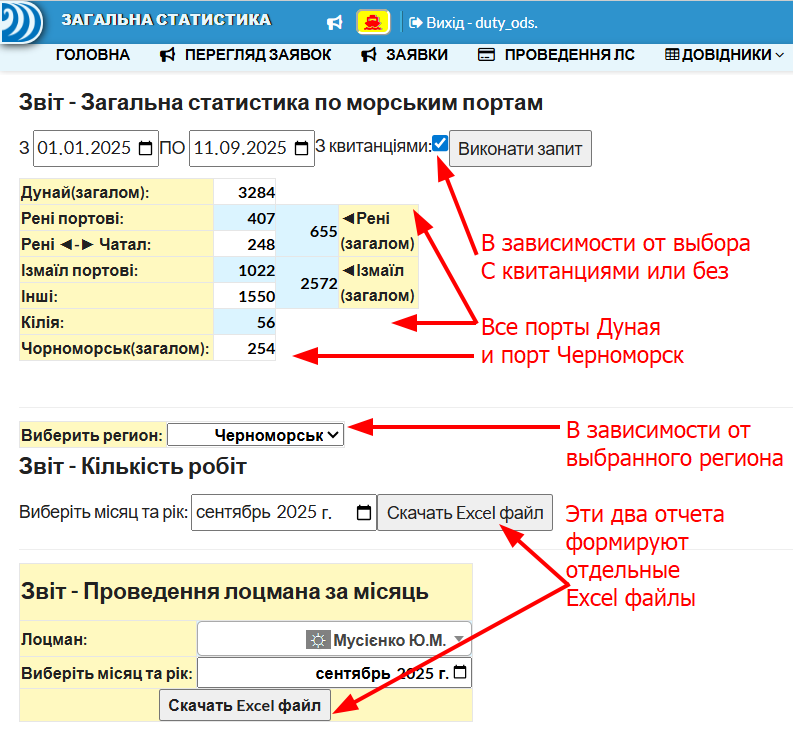 ЗАГАЛЬНА СТАТИСТИКА
Вихід - duty_ods.
ГОЛОВНА ПЕРЕГЛЯД ЗАЯВОК ЗАЯВКИ ПРОВЕДЕННЯ ЛС ДОВІДНИКИ
Звіт - Загальна статистика по морським портам
З 01.01.2025 ПО 11.09.2025 З квитанціями: Виконати запит
Дунай(загалом): 3284
Рені портові: 407
655 ◄Рені (загалом)
Рені ◄-► Чатал: 248
Ізмаїл портові: 1022
2572 ◄Ізмаїл (загалом)
Інші: 1550
Кілія: 56
Чорноморськ(загалом): 254
В зависимости от выбора
С квитанциями или без
Все порты Дуная
и порт Черноморск
Виберить регион: Черноморськ
В зависимости от
выбранного региона
Звіт - Кількість робіт
Виберіть місяц та рік: сентябрь 2025 г. Скачать Excel файл
Эти два отчета
формируют
отдельные
Excel файлы
Звіт - Проведення лоцмана за місяць
Лоцман: Мусієнко Ю.М.
Виберіть місяц та рік: сентябрь 2025 г.
Скачать Excel файл